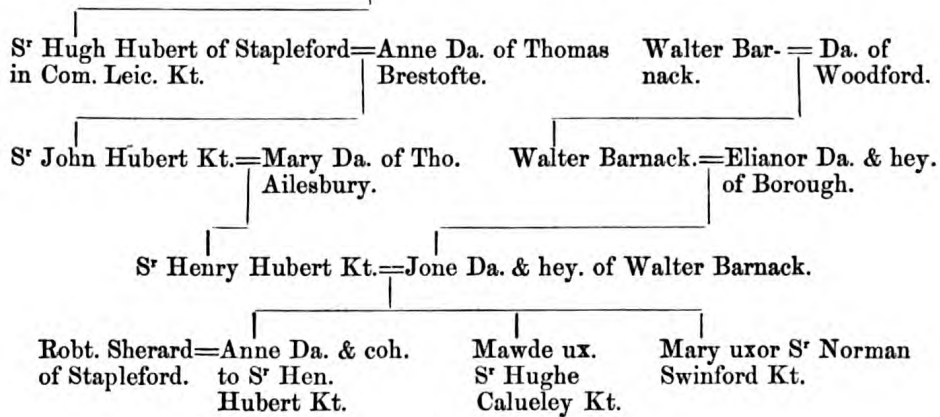 Sʳ Hugh Hubert of Stapleford=Anne Da. of Thomas Walter Bar- = Da. of
in Com. Leic. Kt. Brestofte. nack. Woodford.
Sʳ John Hubert Kt.=Mary Da. of Tho. Walter Barnack.=Elianor Da. & hey.
Ailesbury. of Borough.
Sʳ Henry Hubert Kt.=Jone Da. & hey. of Walter Barnack.
Robt. Sherard=Anne Da. & coh. Mawde ux. Mary uxor Sʳ Norman
of Stapleford. to Sʳ Hen. Sʳ Hughe Swinford Kt.
Hubert Kt. Calueley Kt.